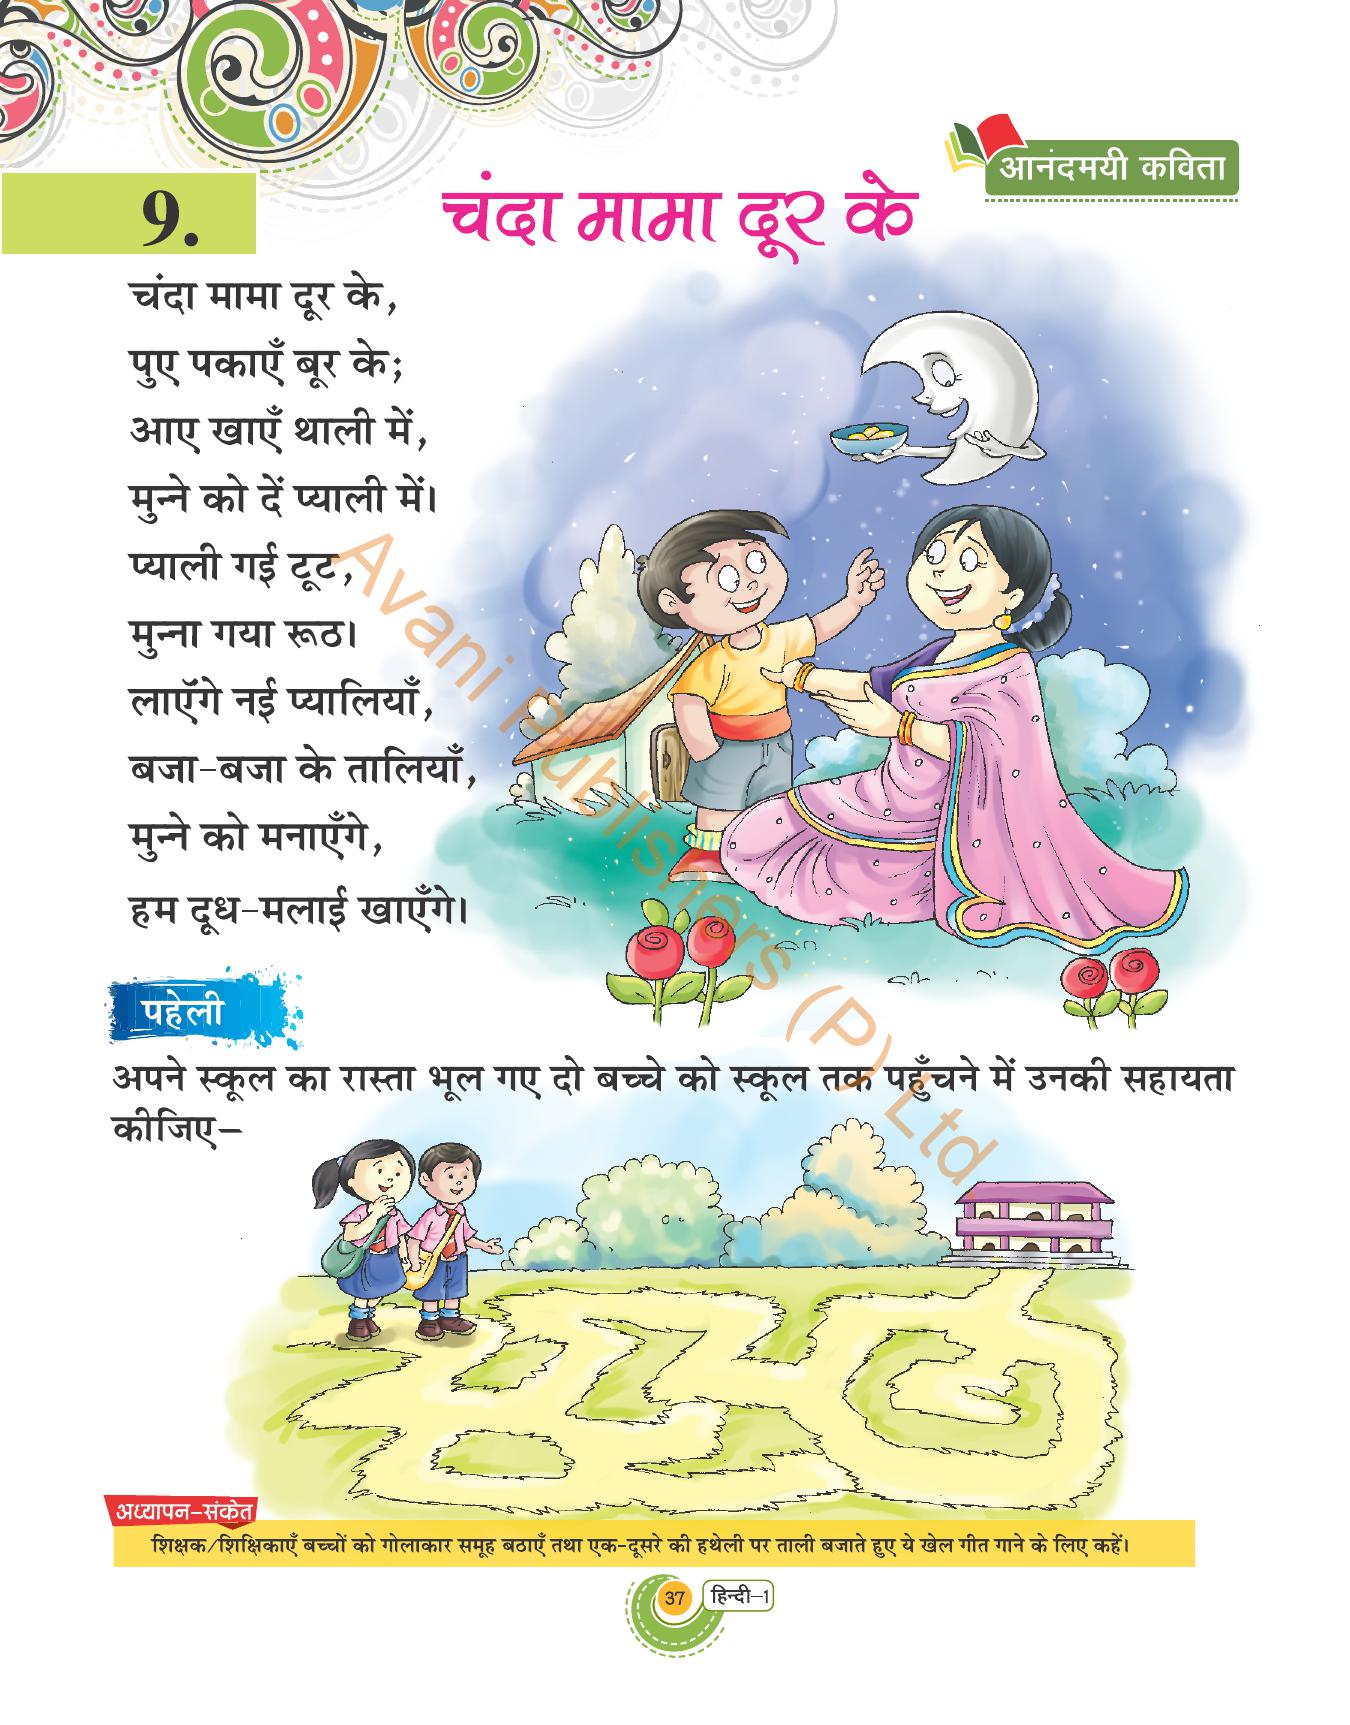 आनंदमयी कविता
9.
चंदा मामा दूर के
चंदा मामा दूर के,
पुए पकाएँ बूर के;
आए खाएँ थाली में,
मुन्ने को दें प्याली में।
प्याली गई टूट,
मुन्ना गया रूठ।
लाएँगे नई प्यालियाँ,
बजा-बजा के तालियाँ,
मुन्ने को मनाएँगे,
हम दूध-मलाई खाएँगे।
Avani Publishers (P) Ltd.
पहेली
अपने स्कूल का रास्ता भूल गए दो बच्चे को स्कूल तक पहुँचने में उनकी सहायता
कीजिए–
अध्यापन-संकेत
शिक्षक/शिक्षिकाएँ बच्चों को गोलाकार समूह बठाएँ तथा एक-दूसरे की हथेली पर ताली बजाते हुए ये खेल गीत गाने के लिए कहें।
37
हिन्दी–1